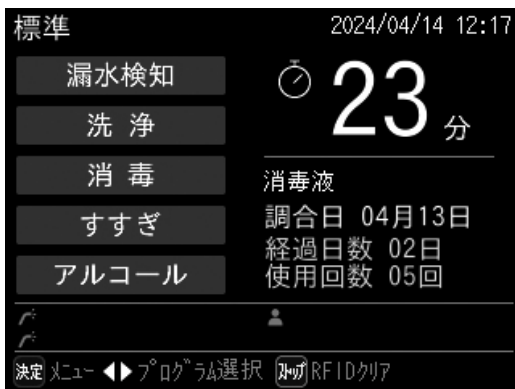 標準 2024/04/14 12:17
漏水検知
洗 浄
消 毒
すすぎ
アルコール
23分
消毒液
調合日 04月13日
経過日数 02日
使用回数 05回
決定 ﾒﾆｭｰ ◀▶ ﾌﾟﾛｸﾞﾗﾑ選択 ｽﾄｯﾌﾟ RFIDｸﾘｱ